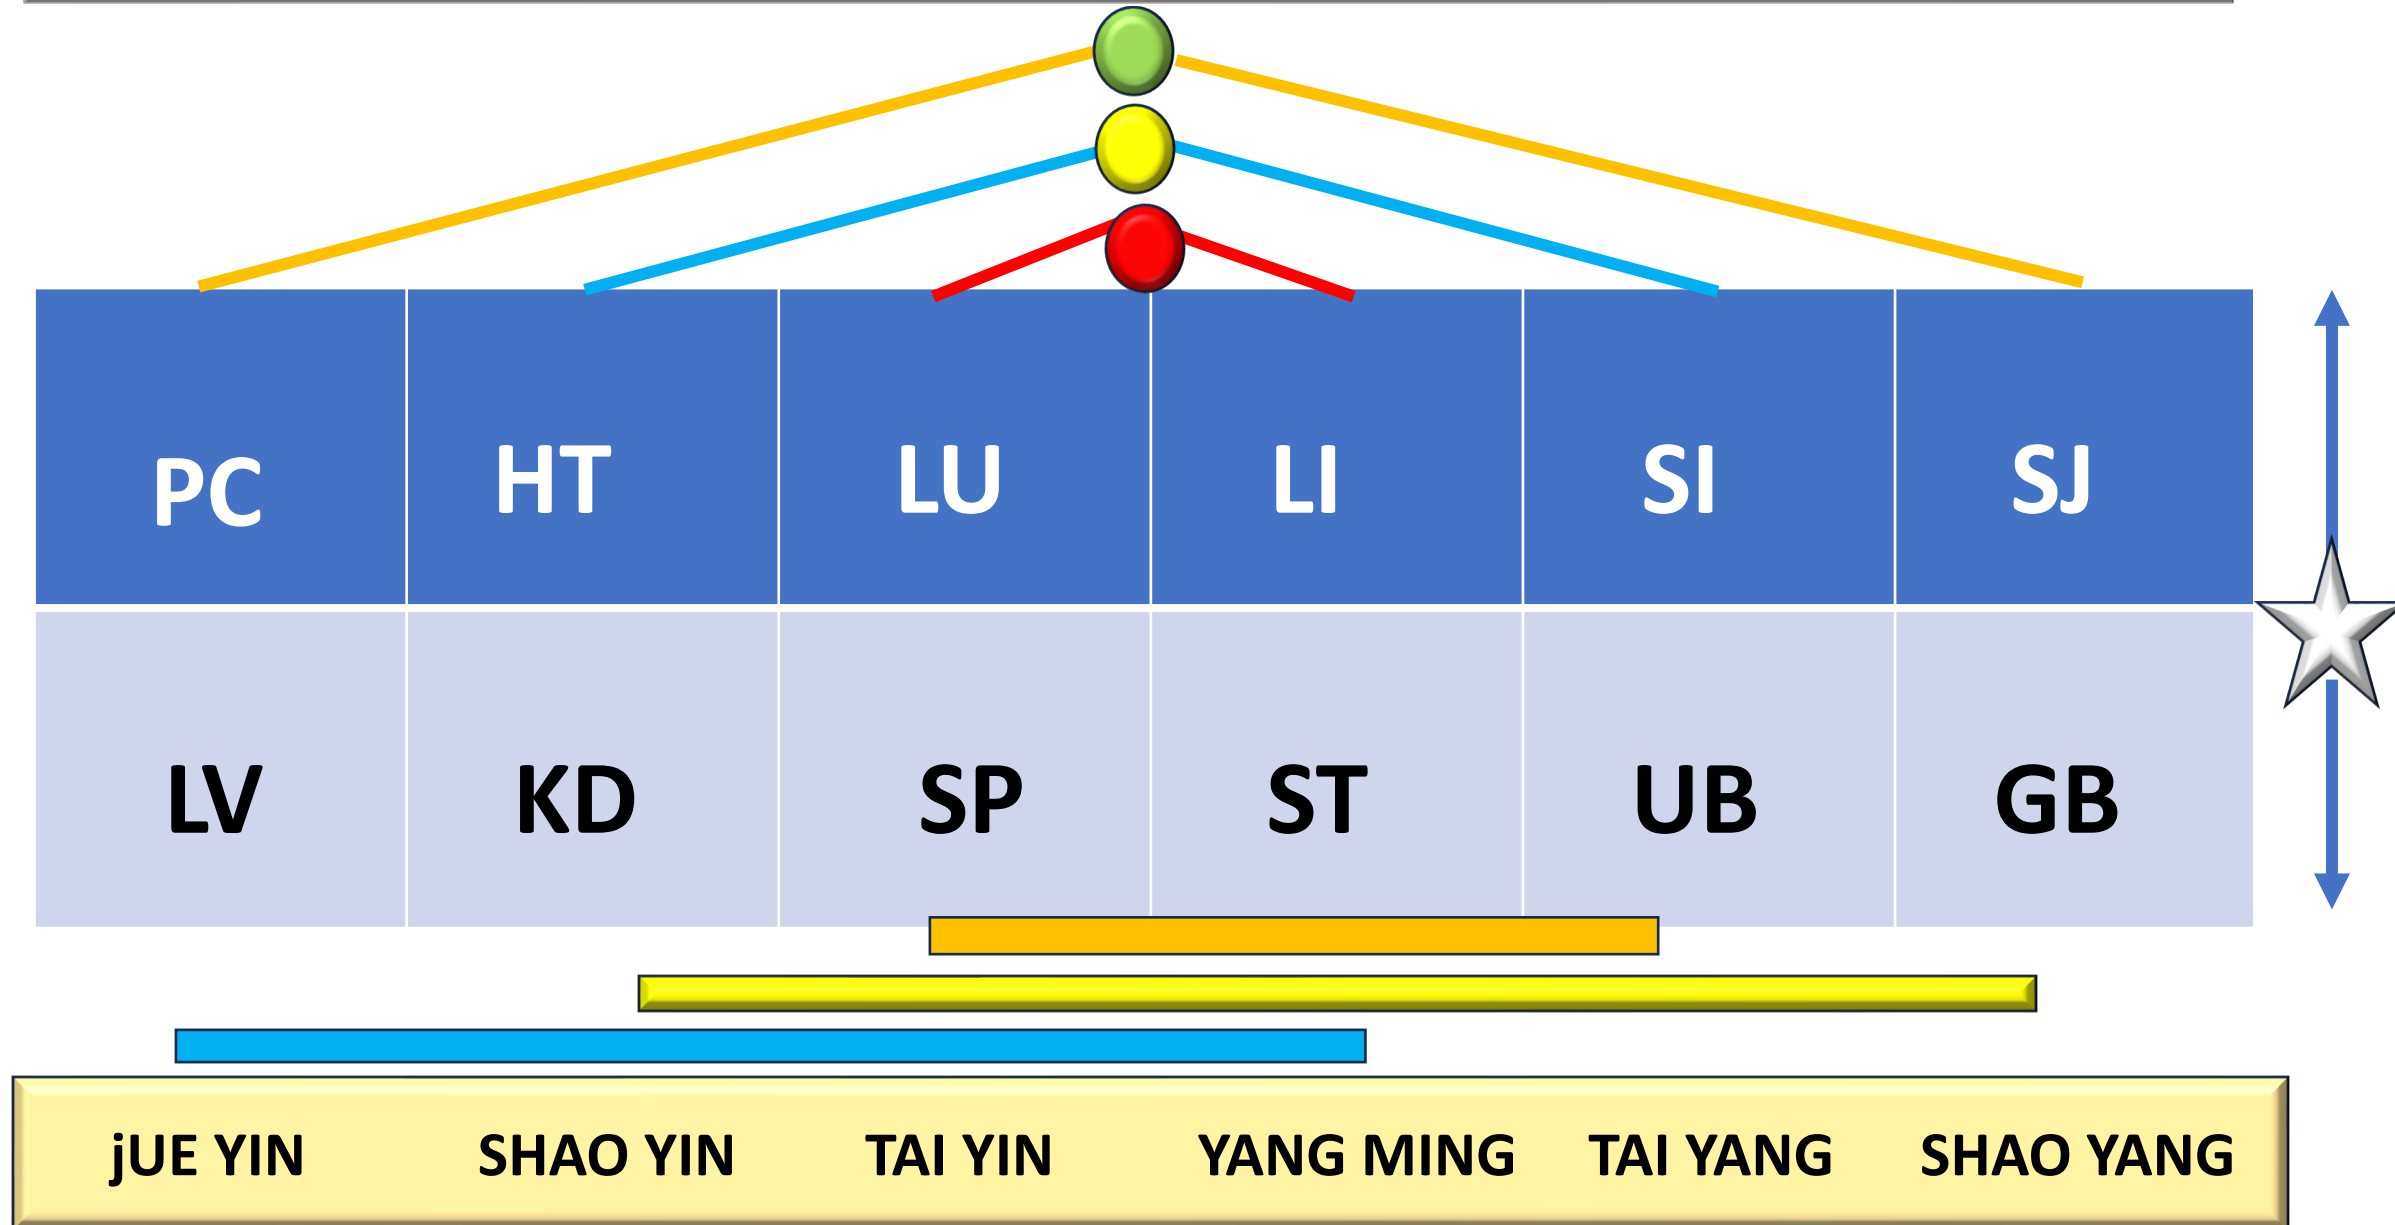 PC HT LU LI SI SJ
LV KD SP ST UB GB
jUE YIN SHAO YIN TAI YIN YANG MING TAI YANG SHAO YANG